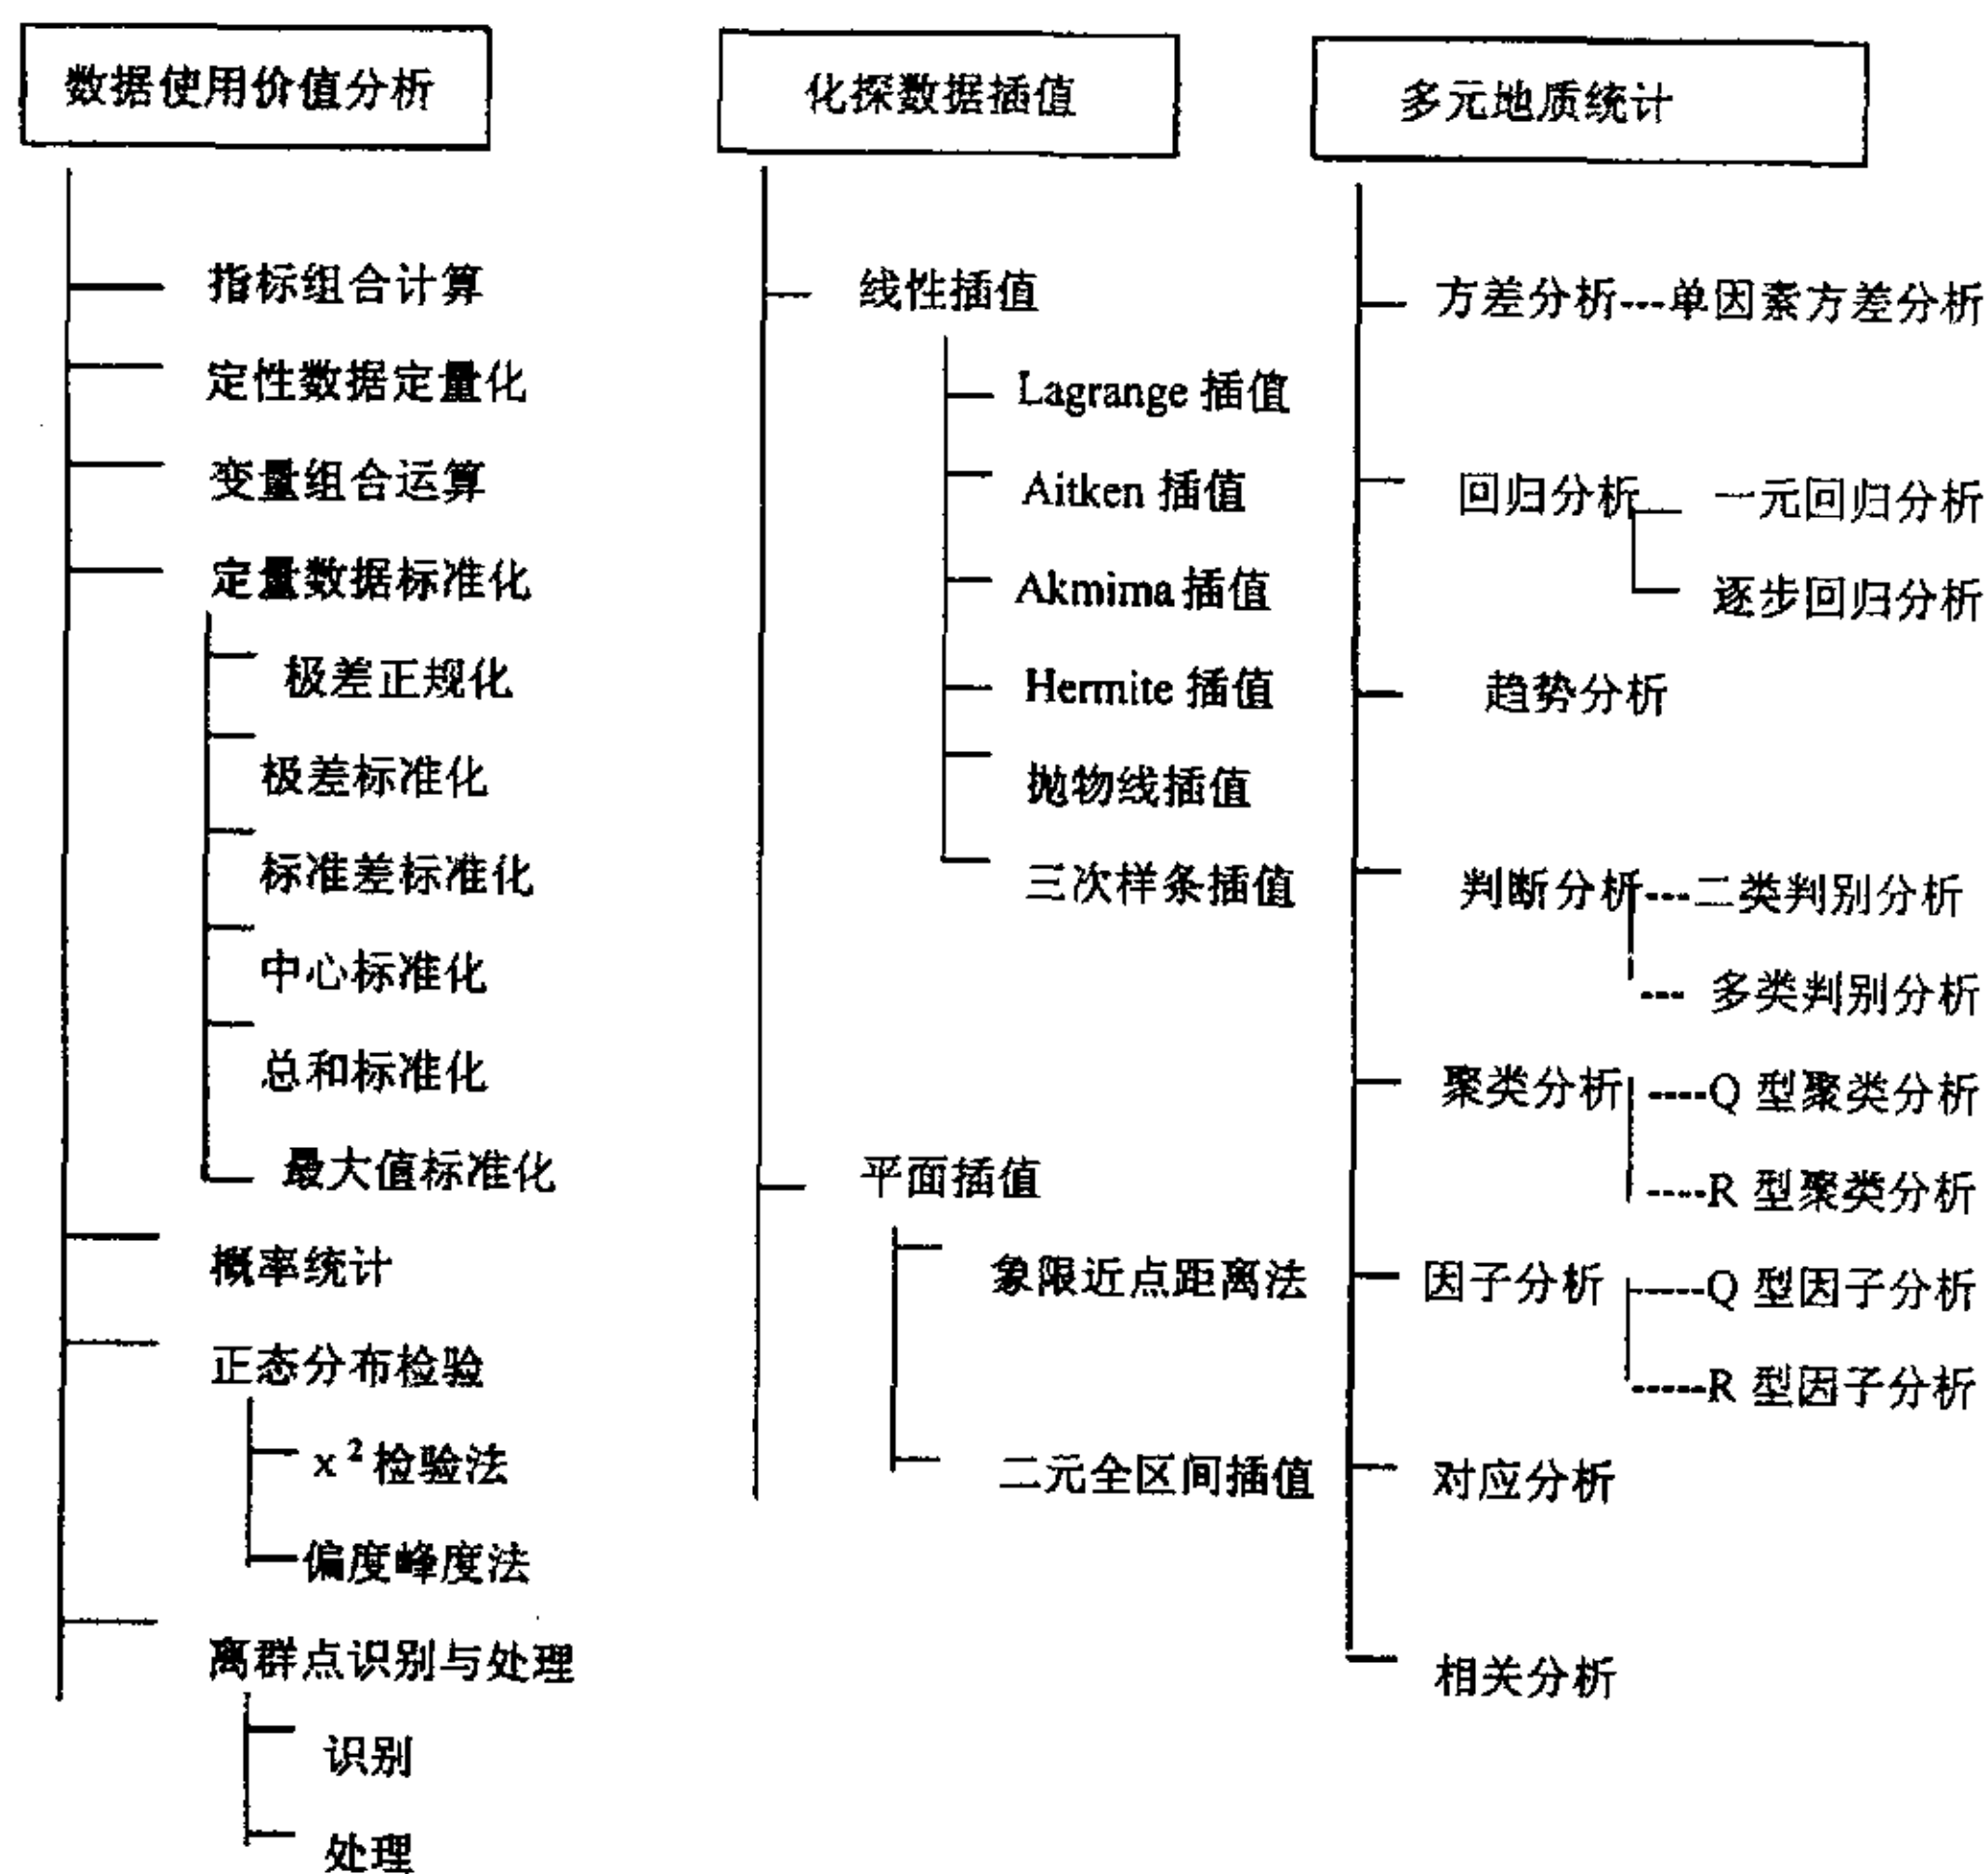 数据使用价值分析
指标组合计算
定性数据定量化
变量组合运算
定量数据标准化
极差正规化
极差标准化
标准差标准化
中心标准化
总和标准化
最大值标准化
概率统计
正态分布检验
x²检验法
偏度峰度法
离群点识别与处理
识别
处理
化探数据插值
线性插值
Lagrange 插值
Aitken 插值
Akmima 插值
Hermite 插值
抛物线插值
三次样条插值
平面插值
象限近点距离法
二元全区间插值
多元地质统计
方差分析---单因素方差分析
回归分析 一元回归分析
逐步回归分析
趋势分析
判断分析---二类判别分析
--- 多类判别分析
聚类分析 ----Q 型聚类分析
----R 型聚类分析
因子分析 -----Q 型因子分析
-----R 型因子分析
对应分析
相关分析